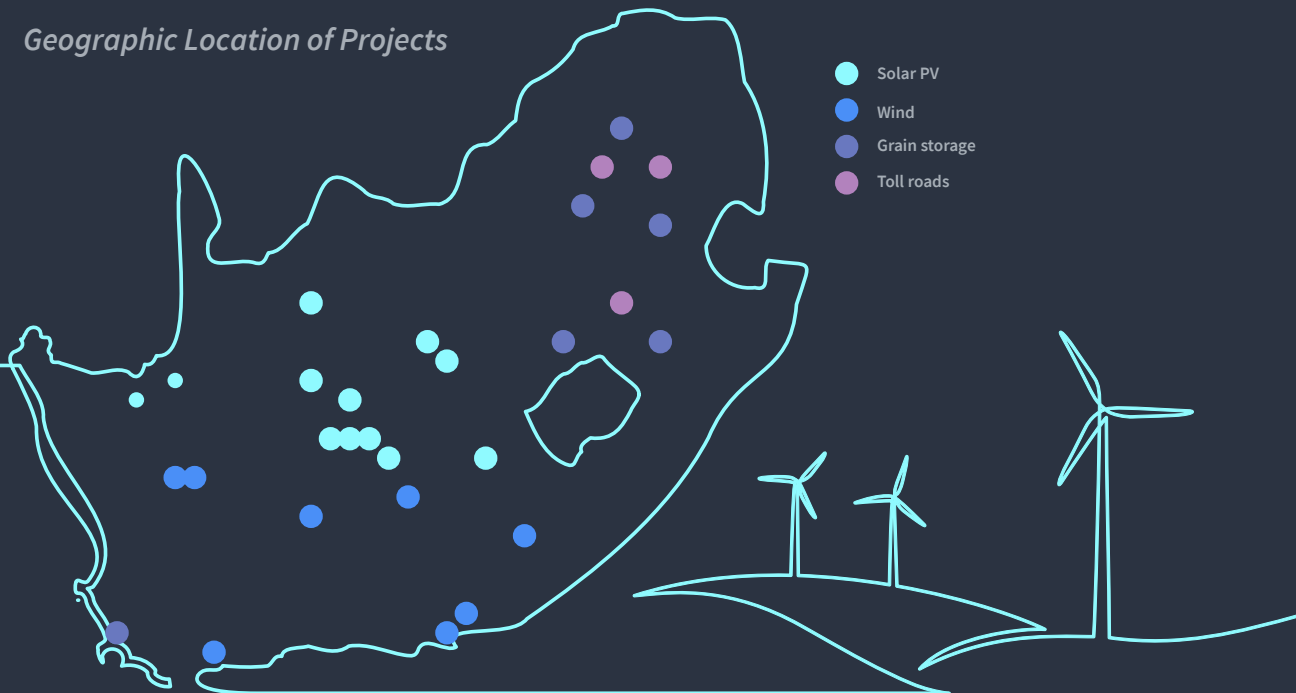 Geographic Location of Projects
Solar PV
Wind
Grain storage
Toll roads